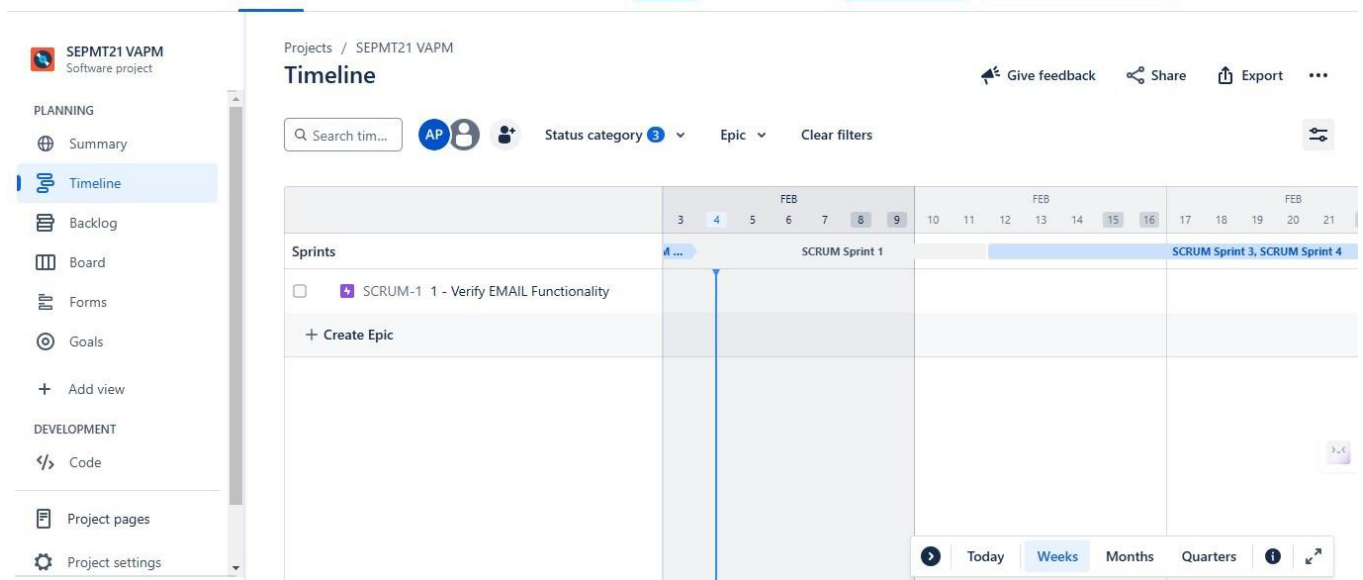 SEPMT21 VAPM
Software project
PLANNING
Summary
Timeline
Backlog
Board
Forms
Goals
+ Add view
DEVELOPMENT
</> Code
Project pages
Project settings
Projects / SEPMT21 VAPM
Timeline
Give feedback
Share
Export
Search tim...
AP
Status category 3
Epic
Clear filters
FEB FEB FEB
3 4 5 6 7 8 9 10 11 12 13 14 15 16 17 18 19 20 21
Sprints
M ... SCRUM Sprint 1 SCRUM Sprint 3, SCRUM Sprint 4
SCRUM-1 1 - Verify EMAIL Functionality
+ Create Epic
Today Weeks Months Quarters